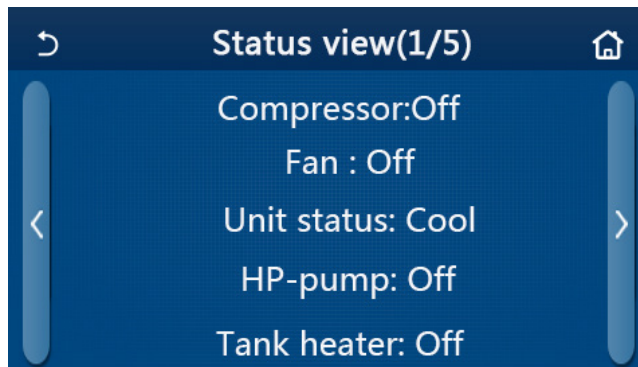 Status view(1/5)
Compressor:Off
Fan : Off
Unit status: Cool
HP-pump: Off
Tank heater: Off